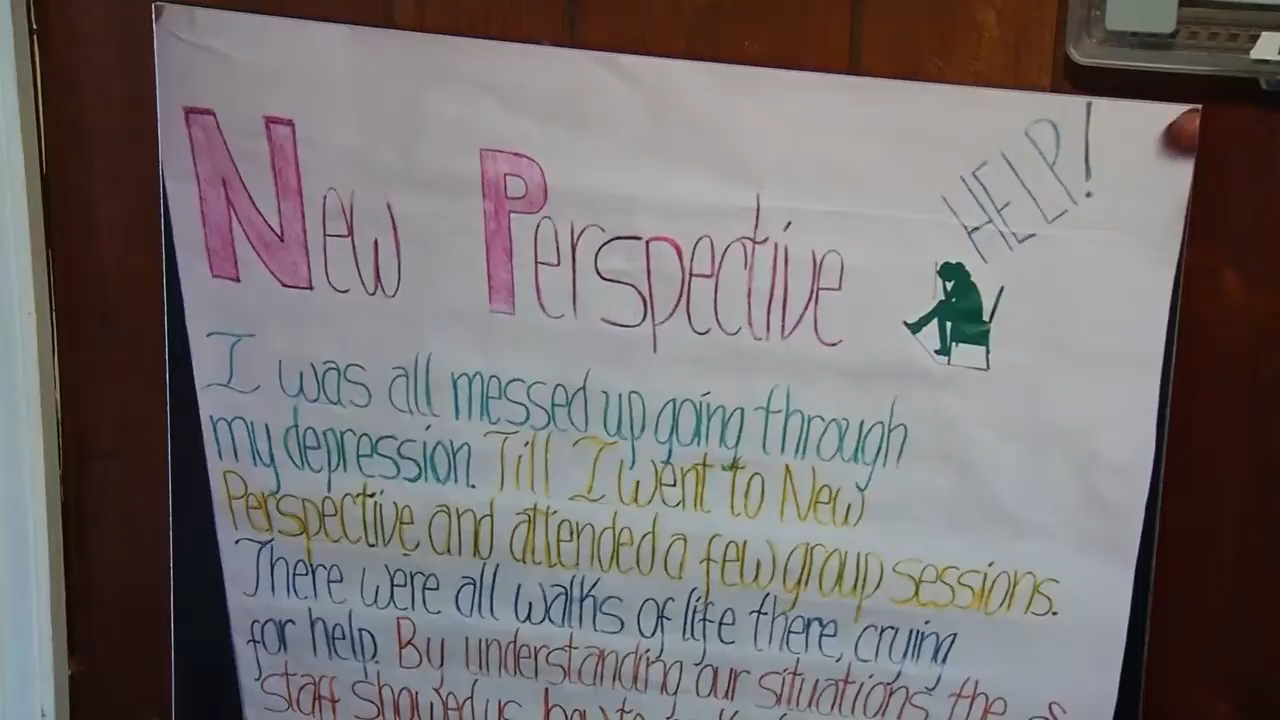 New Perspective
HELP!
I was all messed up going through
my depression. Till I went to New
Perspective and attended a few group sessions.
There were all walks of life there, crying
for help. By understanding our situations the
staff showed us how to